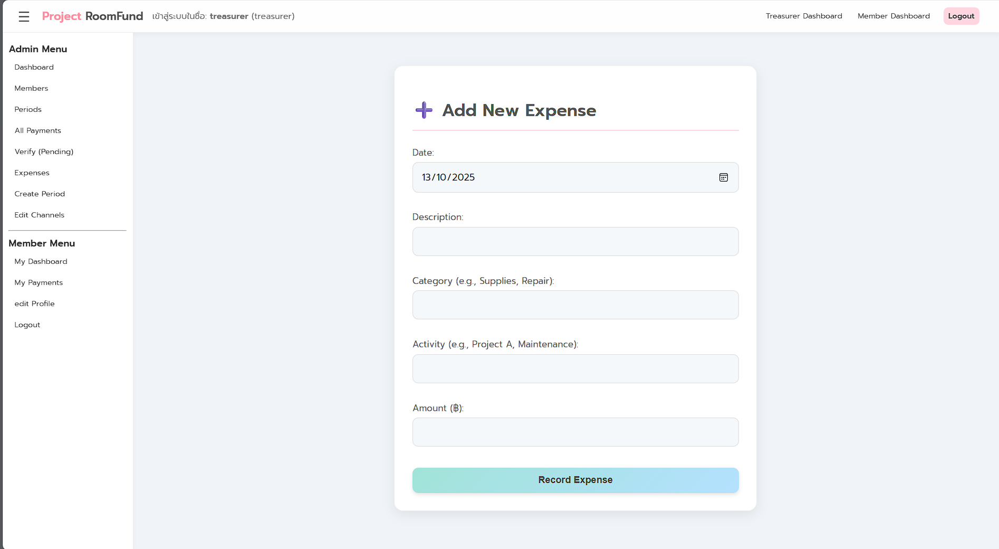 Project RoomFund เข้าสู่ระบบในชื่อ: treasurer (treasurer)
Treasurer Dashboard Member Dashboard Logout
Admin Menu
Dashboard
Members
Periods
All Payments
Verify (Pending)
Expenses
Create Period
Edit Channels
Member Menu
My Dashboard
My Payments
edit Profile
Logout
Add New Expense
Date:
13/10/2025
Description:
Category (e.g., Supplies, Repair):
Activity (e.g., Project A, Maintenance):
Amount (฿):
Record Expense